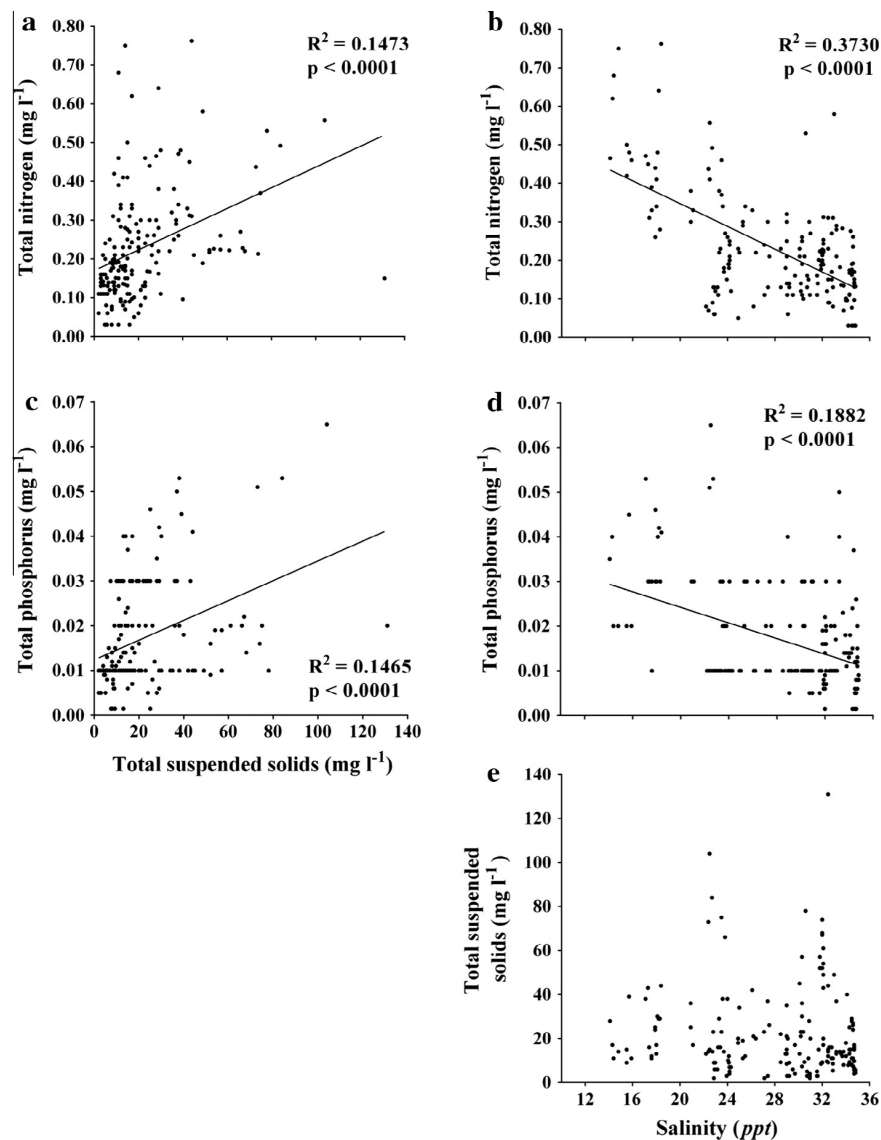 a
R² = 0.1473
p < 0.0001
Total nitrogen (mg l⁻¹)
0.80
0.70
0.60
0.50
0.40
0.30
0.20
0.10
0.00
b
R² = 0.3730
p < 0.0001
Total nitrogen (mg l⁻¹)
0.80
0.70
0.60
0.50
0.40
0.30
0.20
0.10
0.00
c
Total phosphorus (mg l⁻¹)
0.07
0.06
0.05
0.04
0.03
0.02
0.01
0.00
R² = 0.1465
p < 0.0001
0 20 40 60 80 100 120 140
Total suspended solids (mg l⁻¹)
d
R² = 0.1882
p < 0.0001
Total phosphorus (mg l⁻¹)
0.07
0.06
0.05
0.04
0.03
0.02
0.01
0.00
e
Total suspended
solids (mg l⁻¹)
140
120
100
80
60
40
20
0
12 16 20 24 28 32 36
Salinity (ppt)